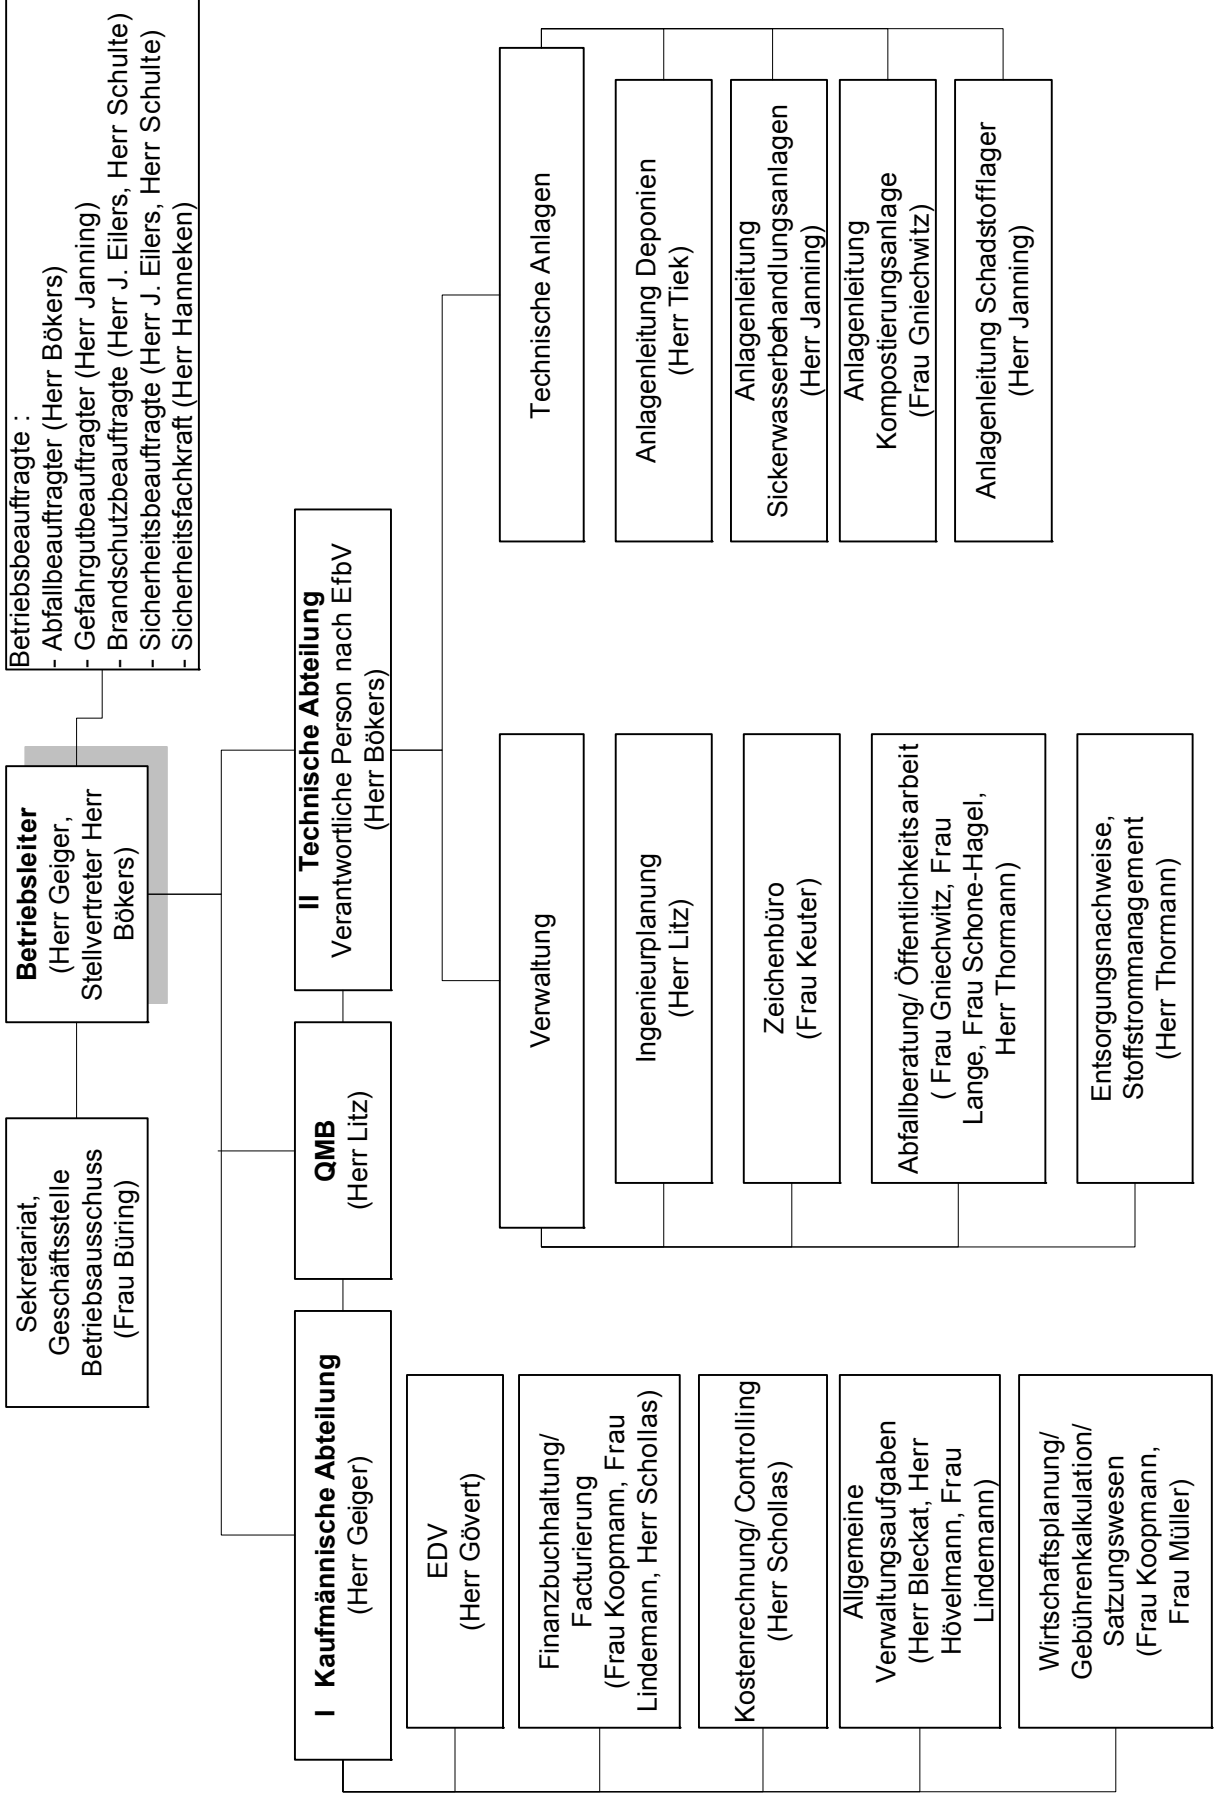 Sekretariat,
Geschäftsstelle
Betriebsausschuss
(Frau Büring)
Betriebsleiter
(Herr Geiger,
Stellvertreter Herr
Bökers)
Betriebsbeauftragte :
- Abfallbeauftragter (Herr Bökers)
- Gefahrgutbeauftragter (Herr Janning)
- Brandschutzbeauftragte (Herr J. Eilers, Herr Schulte)
- Sicherheitsbeauftragte (Herr J. Eilers, Herr Schulte)
- Sicherheitsfachkraft (Herr Hanneken)
I Kaufmännische Abteilung
(Herr Geiger)
QMB
(Herr Litz)
II Technische Abteilung
Verantwortliche Person nach EfbV
(Herr Bökers)
EDV
(Herr Gövert)
Finanzbuchhaltung/
Facturierung
(Frau Koopmann, Frau
Lindemann, Herr Schollas)
Kostenrechnung/ Controlling
(Herr Schollas)
Allgemeine
Verwaltungsaufgaben
(Herr Bleckat, Herr
Hövelmann, Frau
Lindemann)
Wirtschaftsplanung/
Gebührenkalkulation/
Satzungswesen
(Frau Koopmann,
Frau Müller)
Verwaltung
Ingenieurplanung
(Herr Litz)
Zeichenbüro
(Frau Keuter)
Abfallberatung/ Öffentlichkeitsarbeit
( Frau Gniechwitz, Frau
Lange, Frau Schone-Hagel,
Herr Thormann)
Entsorgungsnachweise,
Stoffstrommanagement
(Herr Thormann)
Technische Anlagen
Anlagenleitung Deponien
(Herr Tiek)
Anlagenleitung
Sickerwasserbehandlungsanlagen
(Herr Janning)
Anlagenleitung
Kompostierungsanlage
(Frau Gniechwitz)
Anlagenleitung Schadstofflager
(Herr Janning)